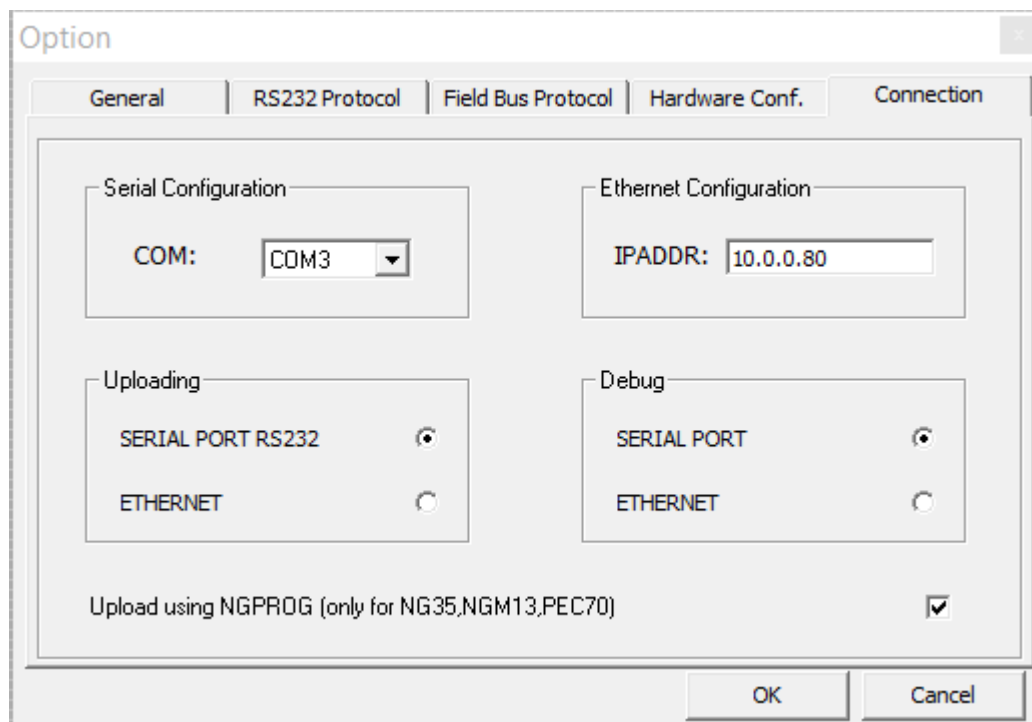 Option
x
General RS232 Protocol Field Bus Protocol Hardware Conf. Connection
Serial Configuration
COM: COM3
Ethernet Configuration
IPADDR: 10.0.0.80
Uploading
SERIAL PORT RS232
ETHERNET
Debug
SERIAL PORT
ETHERNET
Upload using NGPROG (only for NG35,NGM13,PEC70)
OK Cancel